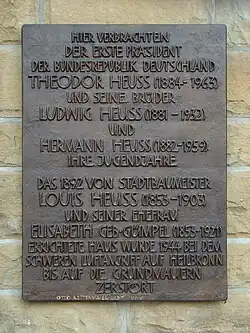 HIER VERBRACHTEN
DER ERSTE PRÄSIDENT
DER BUNDESREPUBLIK DEUTSCHLAND
THEODOR HEUSS (1884-1963)
UND SEINE BRÜDER
LUDWIG HEUSS (1881-1932)
UND
HERMANN HEUSS (1882-1959)
IHRE JUGENDJAHRE.
DAS 1892 VON STADTBAUMEISTER
LOUIS HEUSS (1853-1903)
UND SEINER EHEFRAU
ELISABETH GEB. GÜMPEL (1853-1921)
ERRICHTETE HAUS WURDE 1944 BEI DEM
SCHWEREN LUFTANGRIFF AUF HEILBRONN
BIS AUF DIE GRUNDMAUERN
ZERSTÖRT